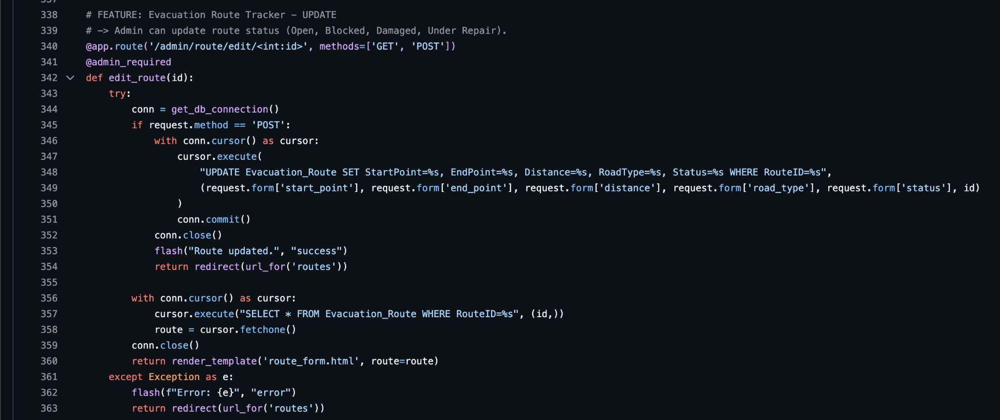 338 # FEATURE: Evacuation Route Tracker – UPDATE
339 # –> Admin can update route status (Open, Blocked, Damaged, Under Repair).
340 @app.route('/admin/route/edit/<int:id>', methods=['GET', 'POST'])
341 @admin_required
342 def edit_route(id):
343     try:
344         conn = get_db_connection()
345         if request.method == 'POST':
346             with conn.cursor() as cursor:
347                 cursor.execute(
348                     "UPDATE Evacuation_Route SET StartPoint=%s, EndPoint=%s, Distance=%s, RoadType=%s, Status=%s WHERE RouteID=%s",
349                     (request.form['start_point'], request.form['end_point'], request.form['distance'], request.form['road_type'], request.form['status'], id)
350                 )
351                 conn.commit()
352             conn.close()
353             flash("Route updated.", "success")
354             return redirect(url_for('routes'))
355
356         with conn.cursor() as cursor:
357             cursor.execute("SELECT * FROM Evacuation_Route WHERE RouteID=%s", (id,))
358             route = cursor.fetchone()
359         conn.close()
360         return render_template('route_form.html', route=route)
361     except Exception as e:
362         flash(f"Error: {e}", "error")
363         return redirect(url_for('routes'))